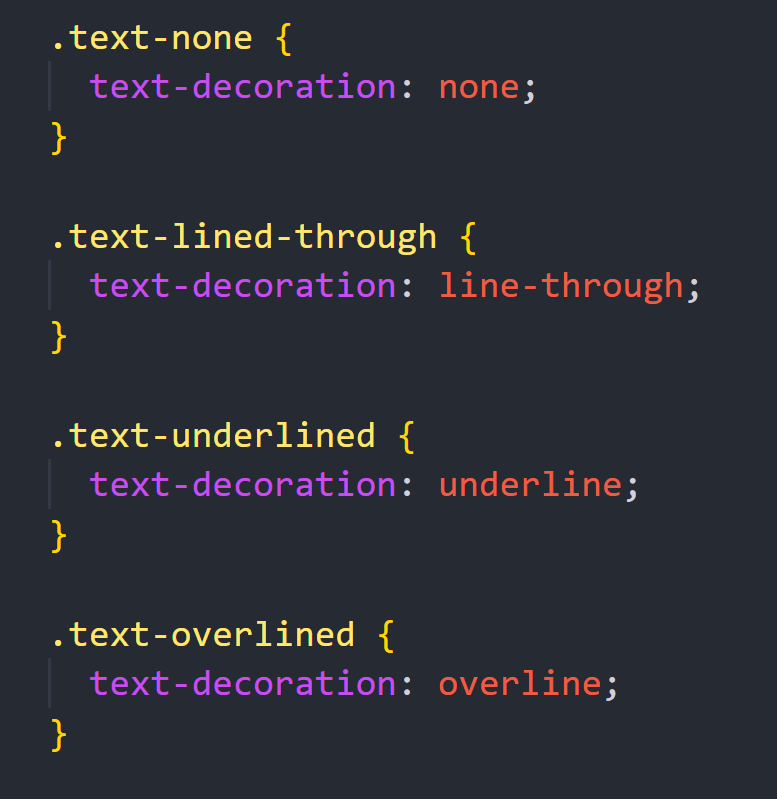 .text-none {
  text-decoration: none;
}

.text-lined-through {
  text-decoration: line-through;
}

.text-underlined {
  text-decoration: underline;
}

.text-overlined {
  text-decoration: overline;
}